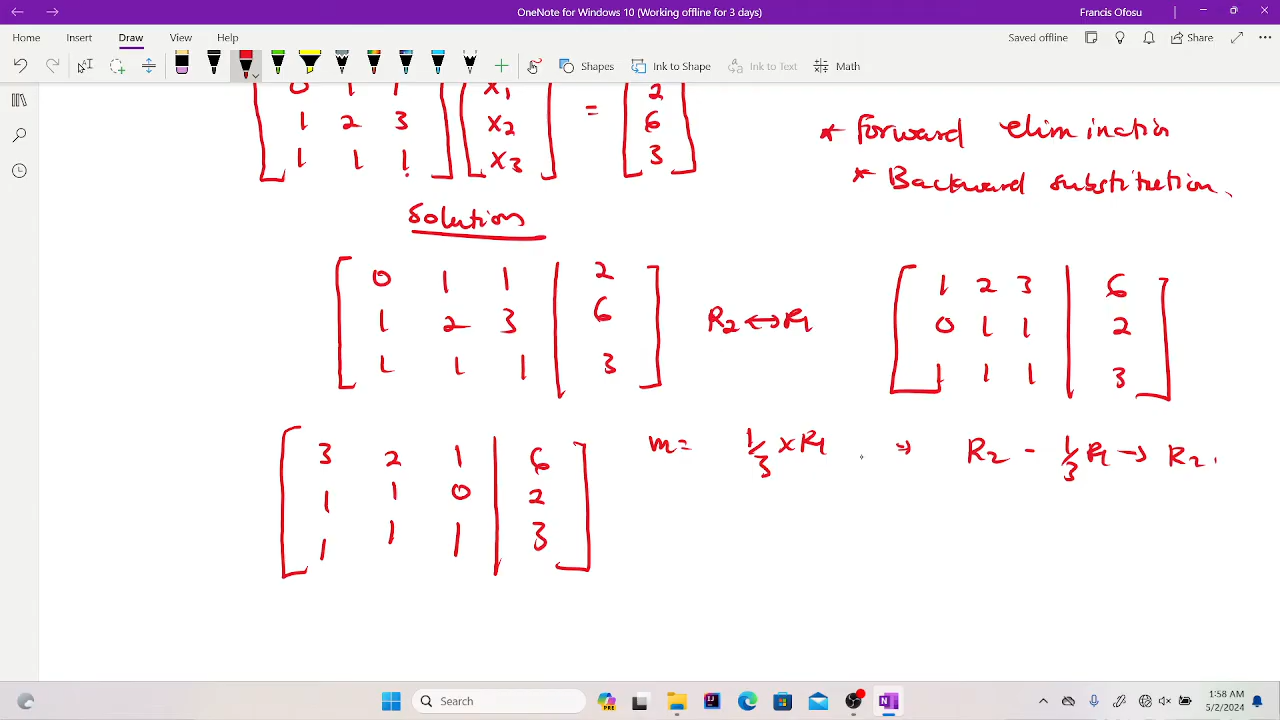 OneNote for Windows 10 (Working offline for 3 days)
Francis Ofosu
Home Insert Draw View Help
Saved offline
Share
Shapes
Ink to Shape
Ink to Text
Math
0 1 1 x1 2
1 2 3 x2 = 6
1 1 1 x3 3
* Forward elimination
* Backward substitution.
Solution
0 1 1 | 2
1 2 3 | 6
1 1 1 | 3
R2 ↔ R1
1 2 3 | 6
0 1 1 | 2
1 1 1 | 3
3 2 1 | 6
1 1 0 | 2
1 1 1 | 3
m = 1/3 x R1 → R2 - 1/3 R1 → R2.
Search
PRE
1:58 AM
5/2/2024